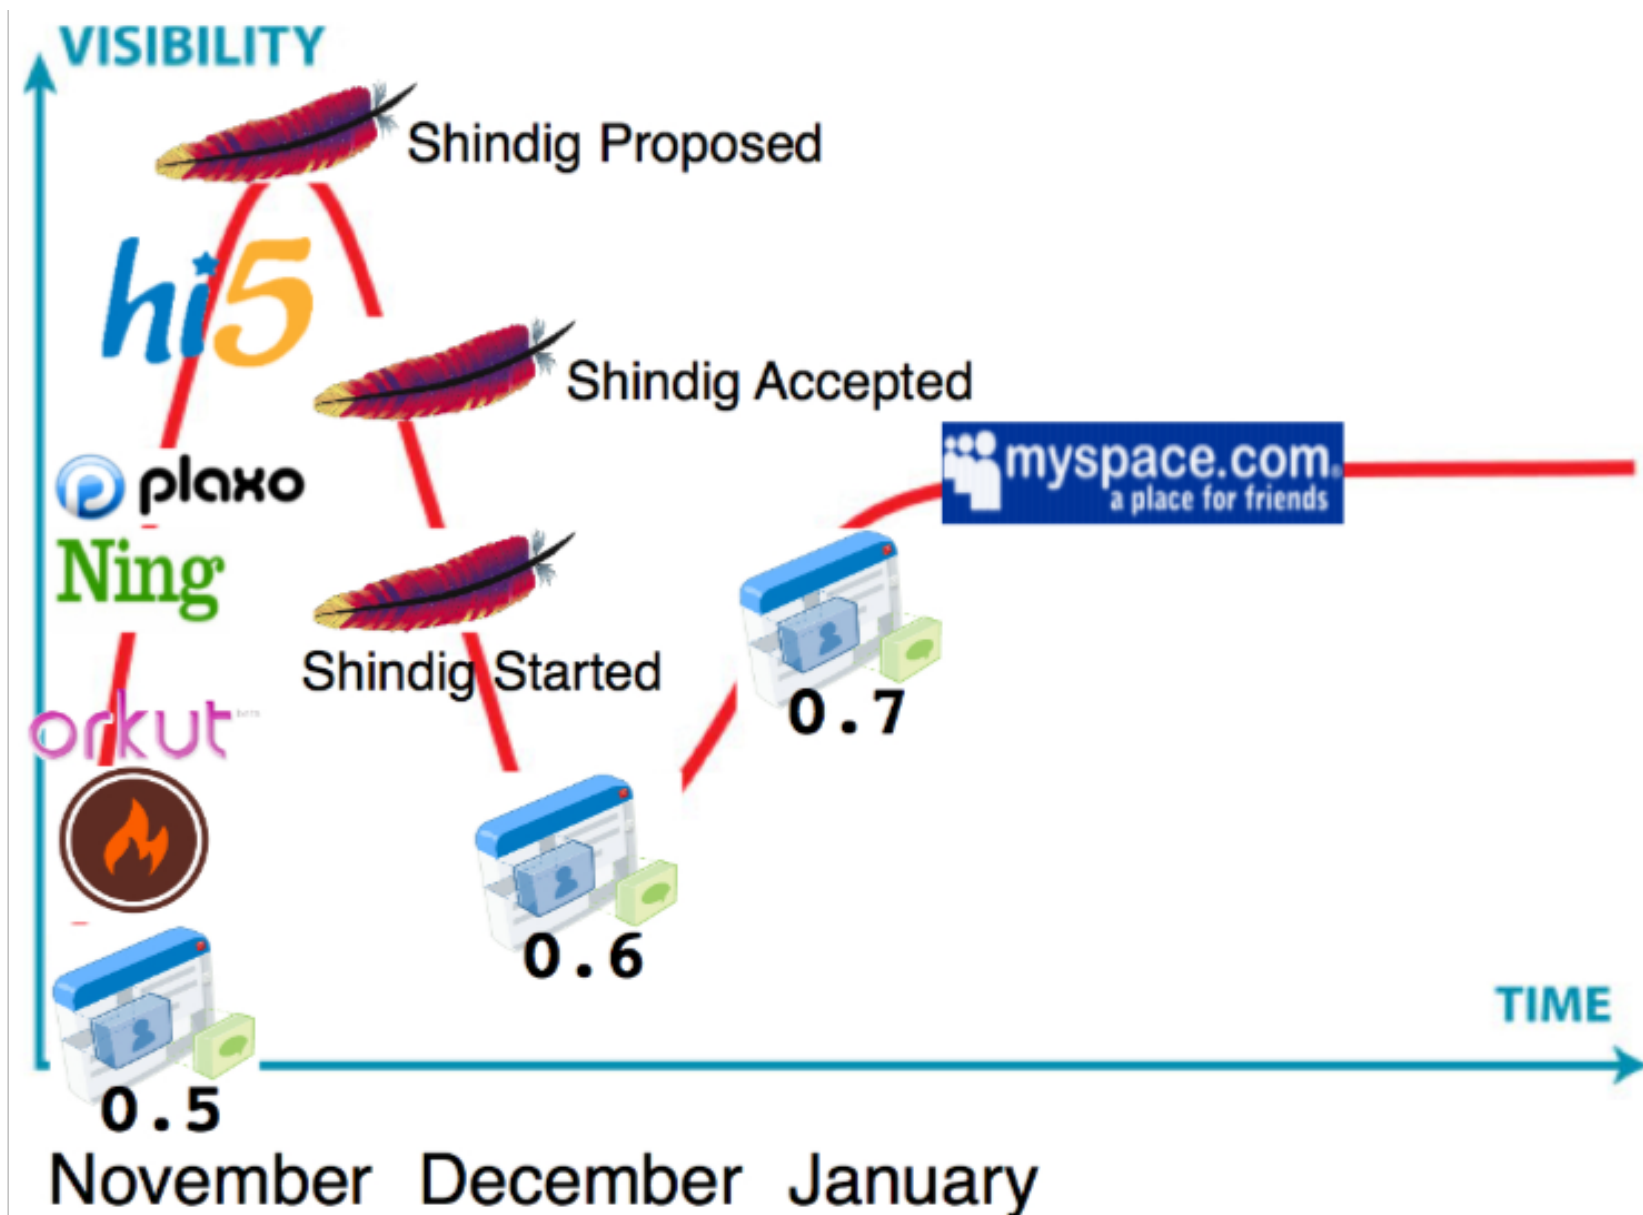 VISIBILITY
Shindig Proposed
hi5
Shindig Accepted
myspace.com
a place for friends
plaxo
Ning
Shindig Started
orkut
beta
0.7
0.6
TIME
0.5
November December January